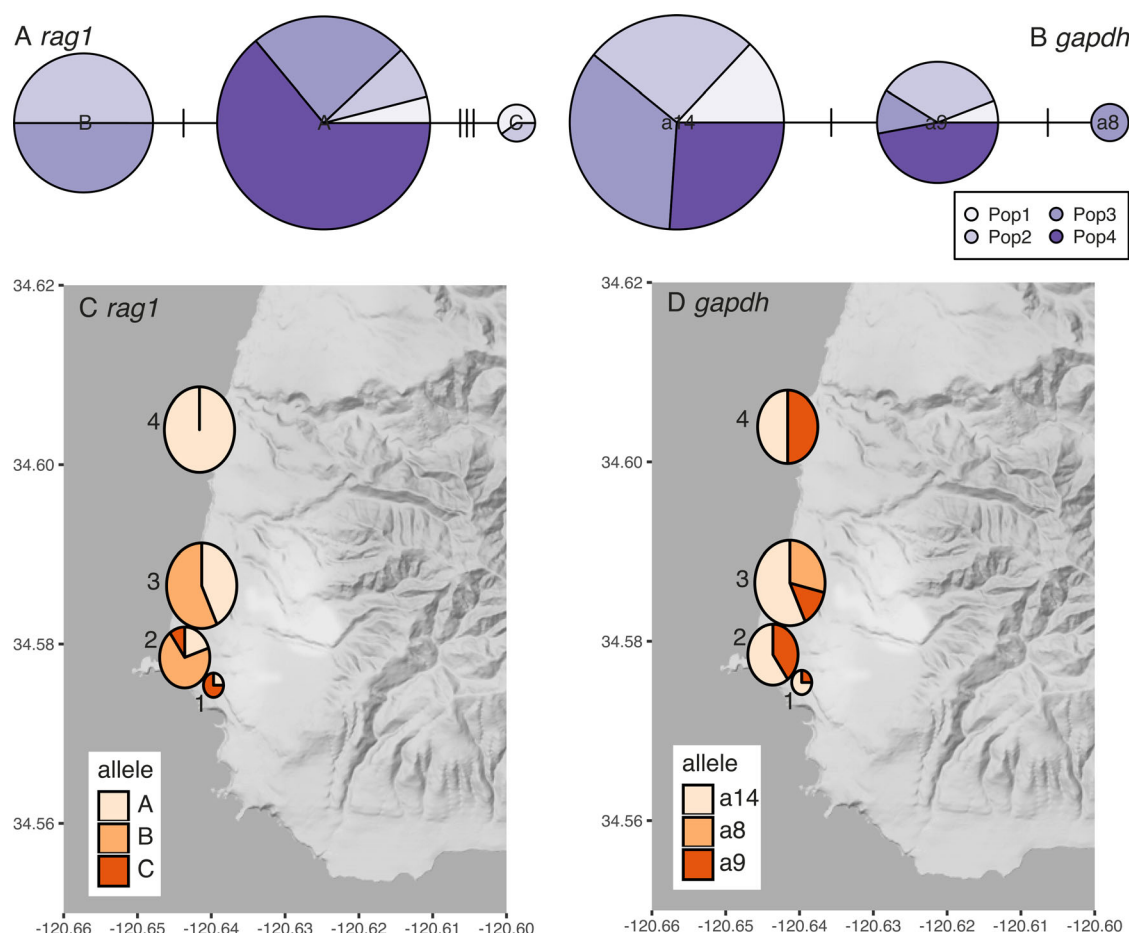 A rag1
B gapdh
B
A
C
a14
a9
a8
Pop1
Pop3
Pop2
Pop4
C rag1
34.62
34.60
34.58
34.56
4
3
2
1
allele
A
B
C
-120.66 -120.65 -120.64 -120.63 -120.62 -120.61 -120.60
D gapdh
34.62
34.60
34.58
34.56
4
3
2
1
allele
a14
a8
a9
-120.66 -120.65 -120.64 -120.63 -120.62 -120.61 -120.60